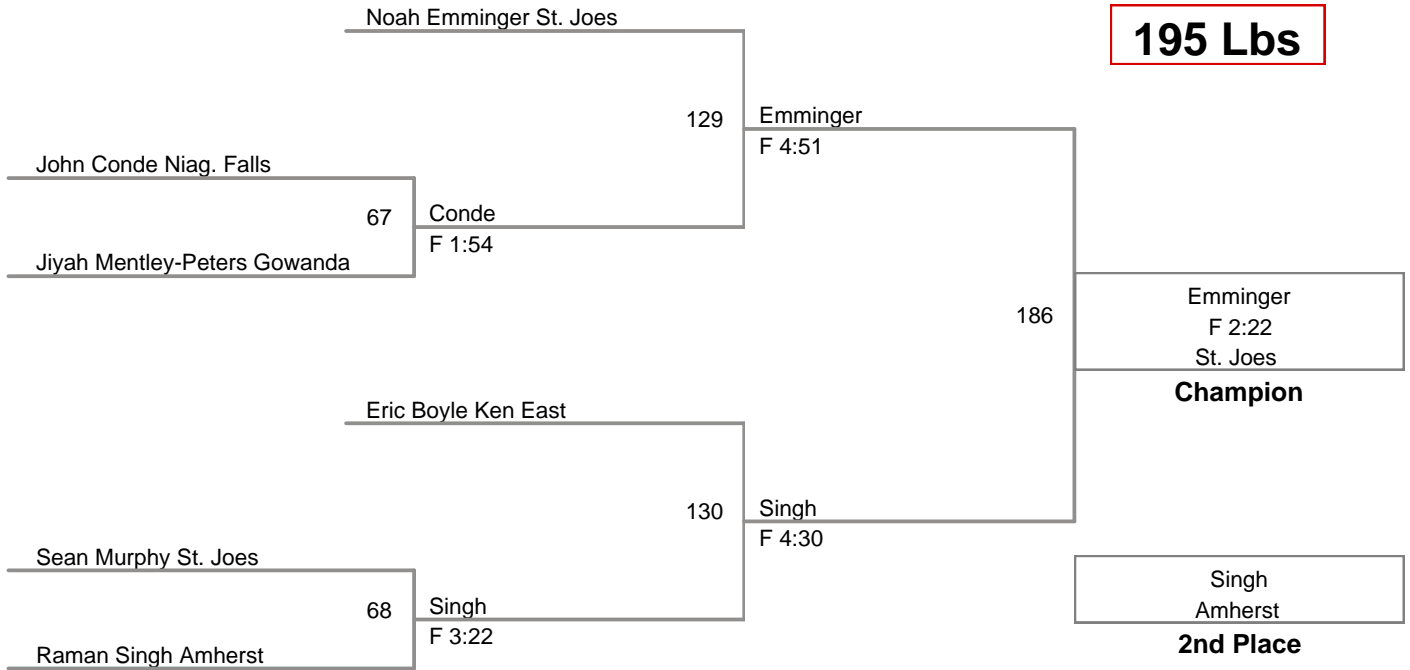 Noah Emminger St. Joes
195 Lbs
129
Emminger
F 4:51
John Conde Niag. Falls
67
Conde
F 1:54
Jiyah Mentley-Peters Gowanda
186
Emminger
F 2:22
St. Joes
Champion
Eric Boyle Ken East
130
Singh
F 4:30
Sean Murphy St. Joes
68
Singh
F 3:22
Raman Singh Amherst
Singh
Amherst
2nd Place